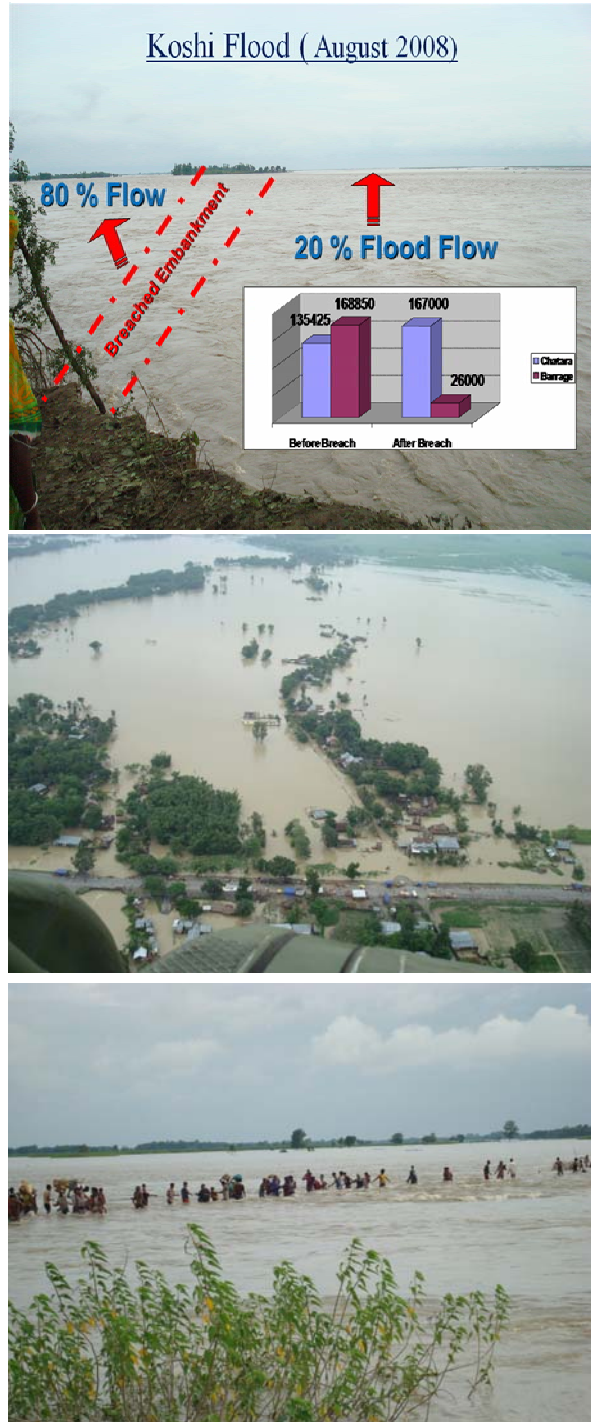 Koshi Flood ( August 2008)
80 % Flow
Breached Embankment
20 % Flood Flow
135425
168850
167000
26000
Chatara
Barrage
Before Breach
After Breach